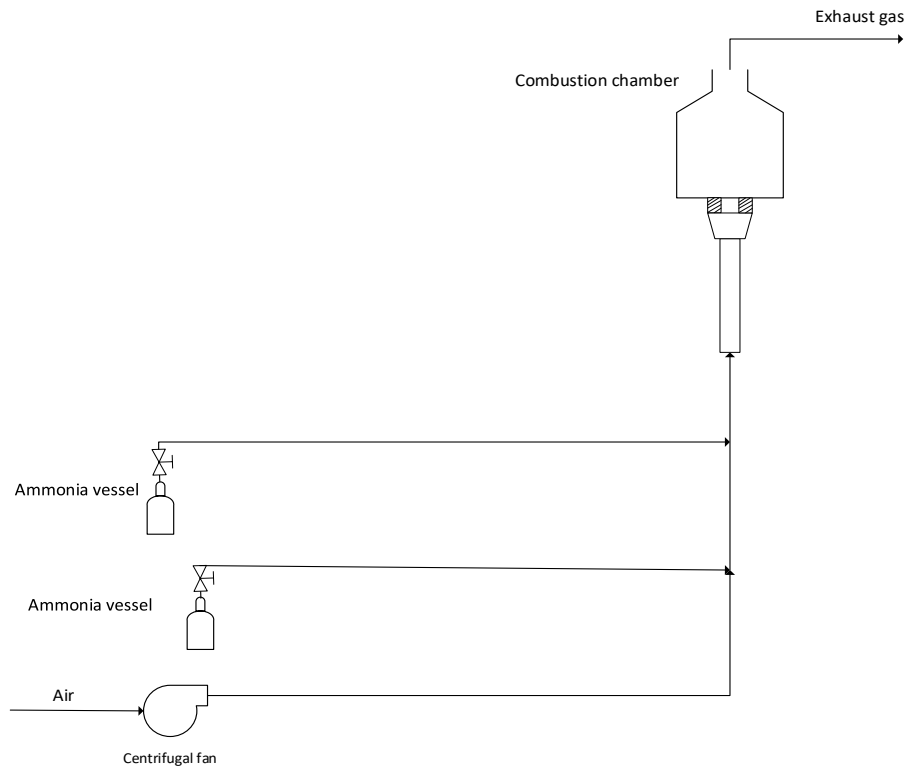 Exhaust gas
Combustion chamber
Ammonia vessel
Ammonia vessel
Air
Centrifugal fan